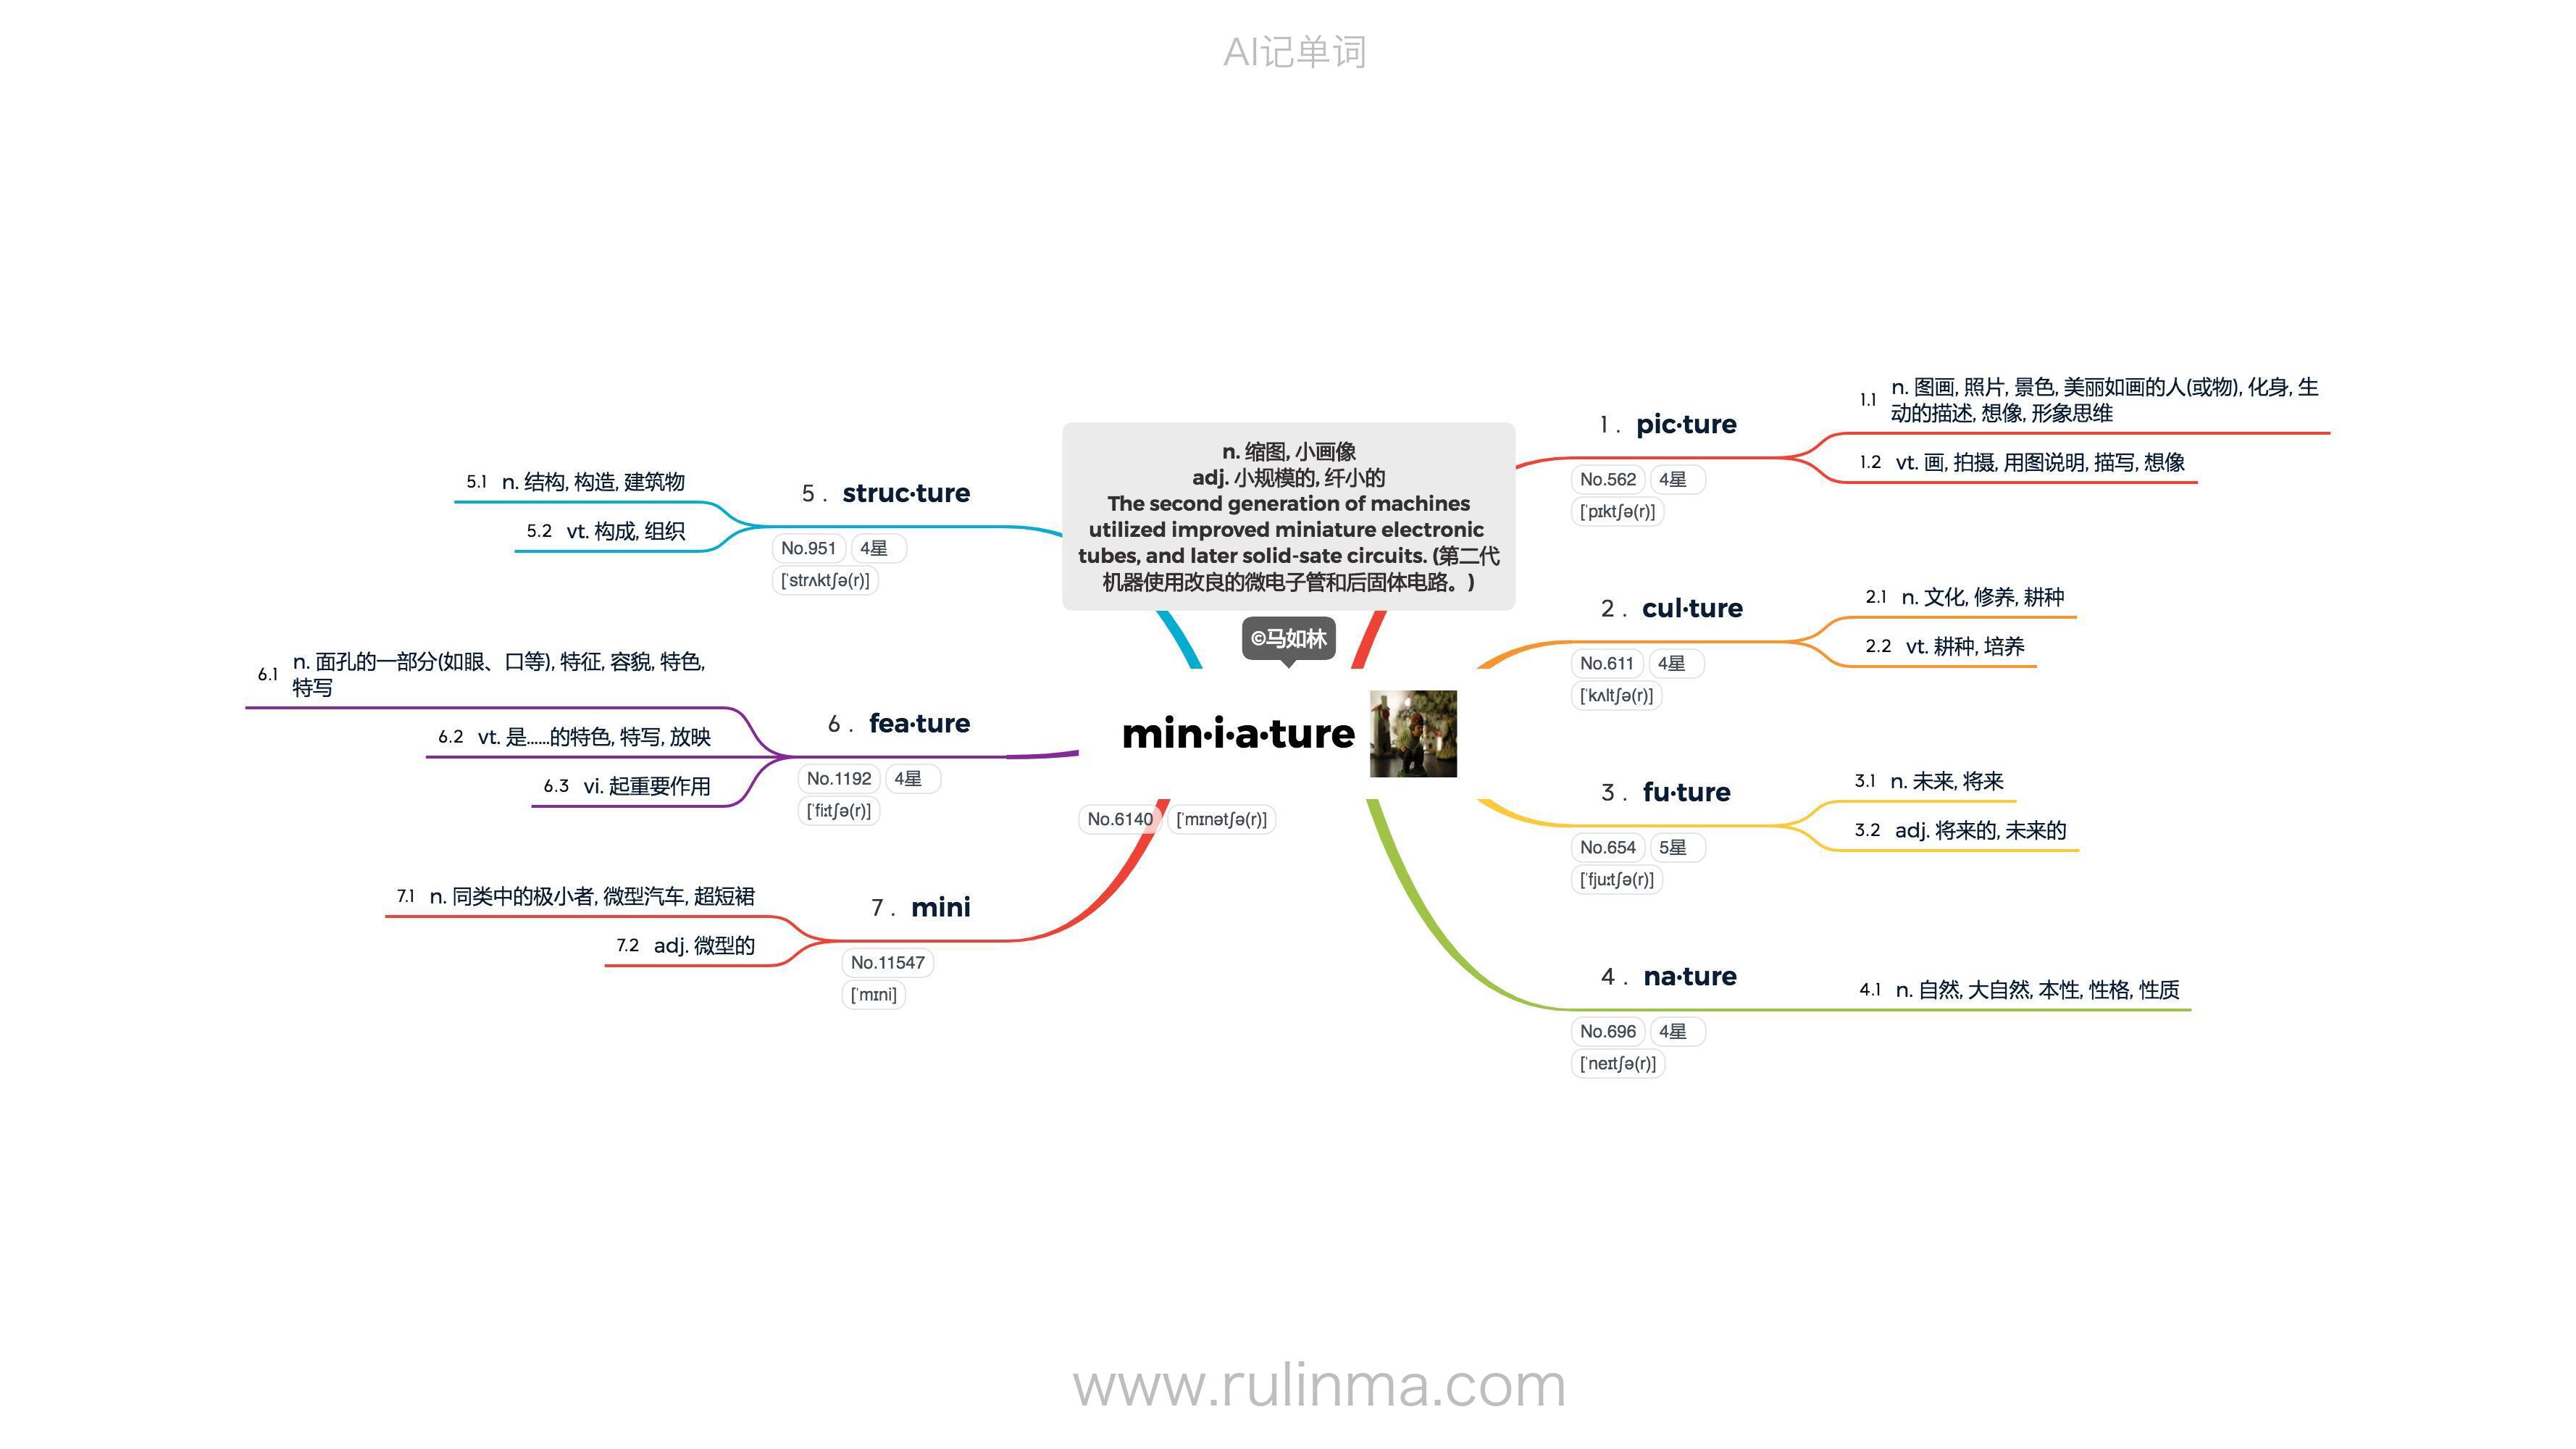 AI记单词
n. 缩图, 小画像
adj. 小规模的, 纤小的
The second generation of machines
utilized improved miniature electronic
tubes, and later solid-sate circuits. (第二代
机器使用改良的微电子管和后固体电路。)
©马如林
min·i·a·ture
No.6140 [ˈmɪnətʃə(r)]
1 . pic·ture
No.562 4星
[ˈpɪktʃə(r)]
1.1 n. 图画, 照片, 景色, 美丽如画的人(或物), 化身, 生
动的描述, 想像, 形象思维
1.2 vt. 画, 拍摄, 用图说明, 描写, 想像
2 . cul·ture
No.611 4星
[ˈkʌltʃə(r)]
2.1 n. 文化, 修养, 耕种
2.2 vt. 耕种, 培养
3 . fu·ture
No.654 5星
[ˈfjuːtʃə(r)]
3.1 n. 未来, 将来
3.2 adj. 将来的, 未来的
4 . na·ture
No.696 4星
[ˈneɪtʃə(r)]
4.1 n. 自然, 大自然, 本性, 性格, 性质
5 . struc·ture
No.951 4星
[ˈstrʌktʃə(r)]
5.1 n. 结构, 构造, 建筑物
5.2 vt. 构成, 组织
6 . fea·ture
No.1192 4星
[ˈfiːtʃə(r)]
6.1 n. 面孔的一部分(如眼、口等), 特征, 容貌, 特色,
特写
6.2 vt. 是……的特色, 特写, 放映
6.3 vi. 起重要作用
7 . mini
No.11547
[ˈmɪni]
7.1 n. 同类中的极小者, 微型汽车, 超短裙
7.2 adj. 微型的
www.rulinma.com